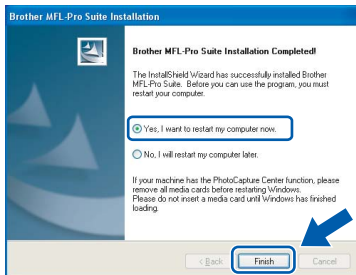 Brother MFL-Pro Suite Installation
Brother MFL-Pro Suite Installation Completed!
The InstallShield Wizard has successfully installed Brother
MFL-Pro Suite. Before you can use the program, you must
restart your computer.
Yes, I want to restart my computer now.
No, I will restart my computer later.
If your machine has the PhotoCapture Center function, please
remove all media cards before restarting Windows.
Please do not insert a media card until Windows has finished
loading.
< Back
Finish
Cancel